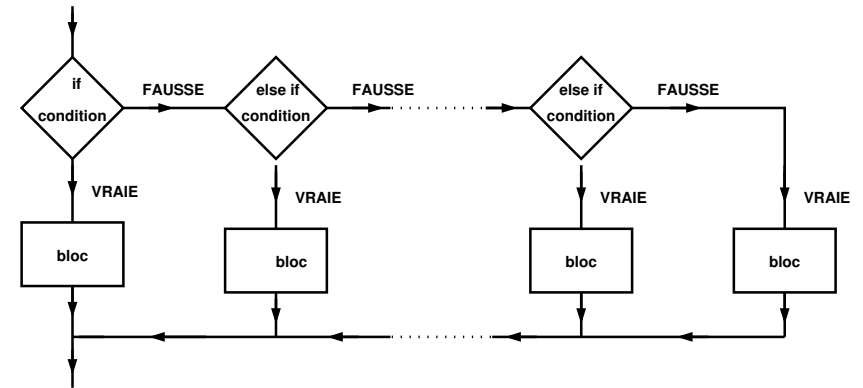 if
condition
FAUSSE
else if
condition
FAUSSE
else if
condition
FAUSSE
VRAIE
VRAIE
VRAIE
VRAIE
bloc
bloc
bloc
bloc